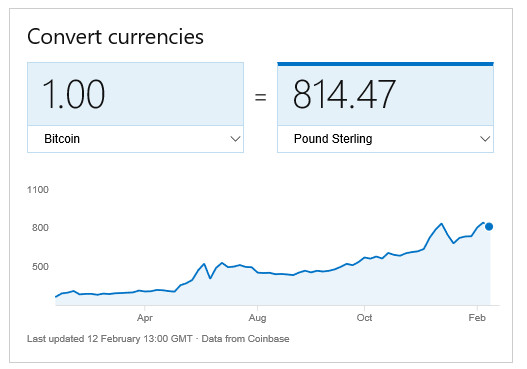 Convert currencies
1.00 = 814.47
Bitcoin Pound Sterling
1100
800
500
Apr Aug Oct Feb
Last updated 12 February 13:00 GMT · Data from Coinbase